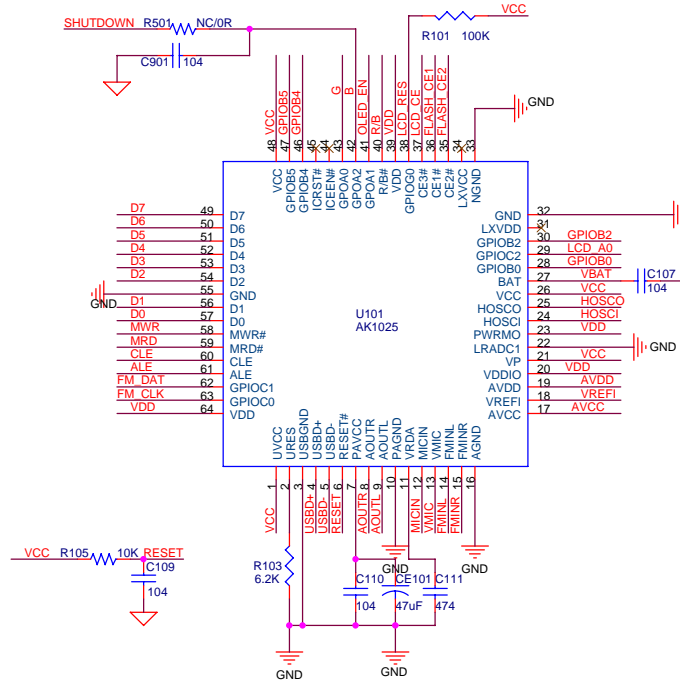 SHUTDOWN R501 NC/0R
C901 104
R101 100K VCC
VCC
GPIOB5
GPIOB4
G
B
OLED_EN
R/B
VDD
LCD_RES
LCD_CE
FLASH_CE1
FLASH_CE2
GND
48 47 46 45 44 43 42 41 40 39 38 37 36 35 34 33
VCC
GPIOB5
GPIOB4
ICRST#
ICEEN#
GPOA0
GPOA2
GPOA1
R/B#
VDD
GPIOG0
CE3#
CE1#
CE2#
LXVCC
NGND
D7 49 D7
D6 50 D6
D5 51 D5
D4 52 D4
D3 53 D3
D2 54 D2
GND 55 GND
D1 56 D1
D0 57 D0
MWR 58 MWR#
MRD 59 MRD#
CLE 60 CLE
ALE 61 ALE
FM_DAT 62 GPIOC1
FM_CLK 63 GPIOC0
VDD 64 VDD
U101
AK1025
GND 32
LXVDD 31
GPIOB2 30 GPIOB2
GPIOC2 29 LCD_A0
GPIOB0 28 GPIOB0
BAT 27 VBAT C107
104
VCC 26 VCC
HOSCO 25 HOSCO
HOSCI 24 HOSCI
PWRMO 23 VDD
LRADC1 22 GND
VP 21 VCC
VDDIO 20 VDD
AVDD 19 AVDD
VREFI 18 VREFI
AVCC 17 AVCC
UVCC
URES
USBGND
USBD+
USBD-
RESET#
PAVCC
AOUTR
AOUTL
PAGND
VRDA
MICIN
VMIC
FMINL
FMINR
AGND
1 2 3 4 5 6 7 8 9 10 11 12 13 14 15 16
VCC
USBD+
USBD-
RESET
AOUTR
AOUTL
MICIN
VMIC
FMINL
FMINR
GND GND
VCC R105 10K RESET
C109
104
R103
6.2K
C110
104
CE101
47uF
C111
474
GND GND